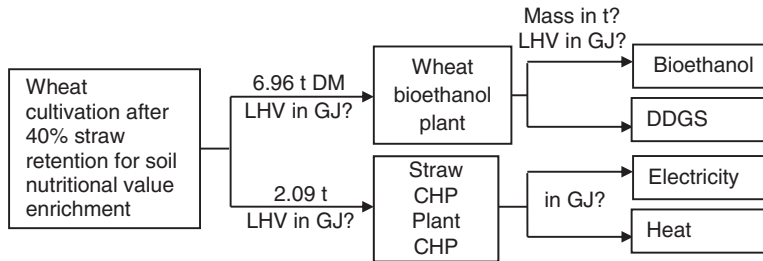 Wheat
cultivation after
40% straw
retention for soil
nutritional value
enrichment
6.96 t DM
LHV in GJ?
2.09 t
LHV in GJ?
Wheat
bioethanol
plant
Straw
CHP
Plant
CHP
Mass in t?
LHV in GJ?
in GJ?
Bioethanol
DDGS
Electricity
Heat